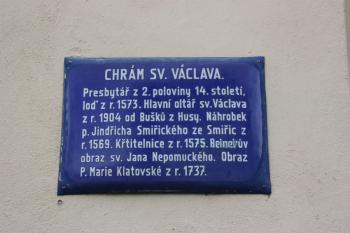 CHRÁM SV. VÁCLAVA.
Presbytář z 2. poloviny 14. století,
loď z r. 1573. Hlavní oltář sv. Václava
z r. 1904 od Bušků z Husy. Náhrobek
p. Jindřicha Smiřického ze Smiřic z
r. 1569. Křtitelnice z r. 1575. Reinerův
obraz sv. Jana Nepomuckého. Obraz
P. Marie Klatovské z r. 1737.